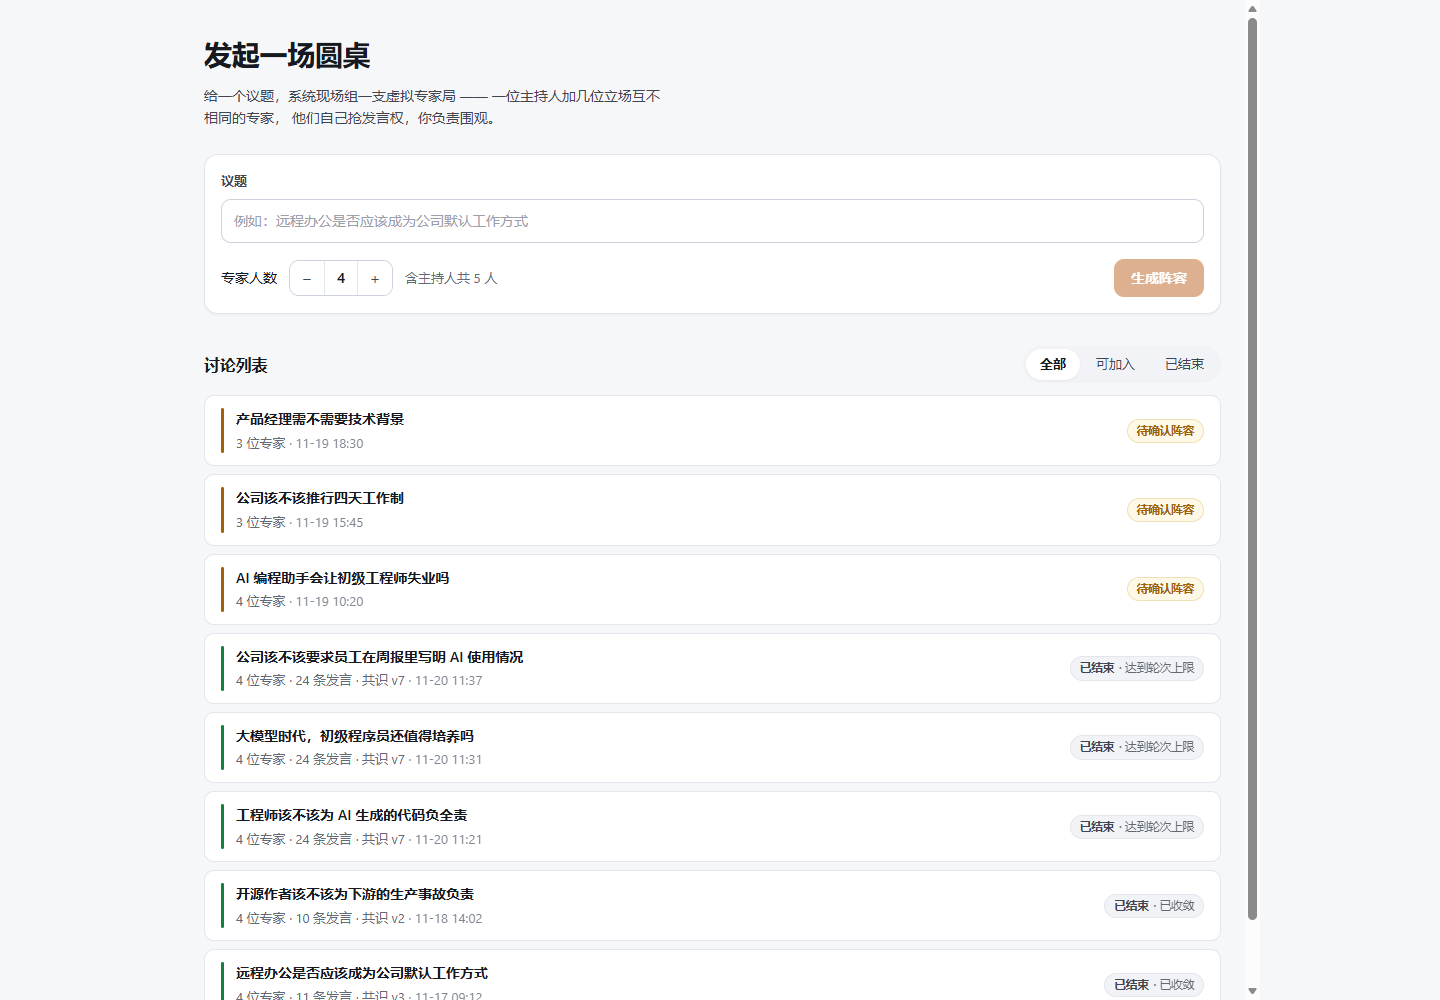 发起一场圆桌
给一个议题，系统现场组一支虚拟专家局 —— 一位主持人加几位立场互不
相同的专家， 他们自己抢发言权，你负责围观。
议题
例如：远程办公是否应该成为公司默认工作方式
专家人数 − 4 + 含主持人共 5 人 生成阵容
讨论列表 全部 可加入 已结束
产品经理需不需要技术背景
3 位专家 · 11-19 18:30
待确认阵容
公司该不该推行四天工作制
3 位专家 · 11-19 15:45
待确认阵容
AI 编程助手会让初级工程师失业吗
4 位专家 · 11-19 10:20
待确认阵容
公司该不该要求员工在周报里写明 AI 使用情况
4 位专家 · 24 条发言 · 共识 v7 · 11-20 11:37
已结束 · 达到轮次上限
大模型时代，初级程序员还值得培养吗
4 位专家 · 24 条发言 · 共识 v7 · 11-20 11:31
已结束 · 达到轮次上限
工程师该不该为 AI 生成的代码负全责
4 位专家 · 24 条发言 · 共识 v7 · 11-20 11:21
已结束 · 达到轮次上限
开源作者该不该为下游的生产事故负责
4 位专家 · 10 条发言 · 共识 v2 · 11-18 14:02
已结束 · 已收敛
远程办公是否应该成为公司默认工作方式
4 位专家 · 11 条发言 · 共识 v3 · 11-17 09:12
已结束 · 已收敛